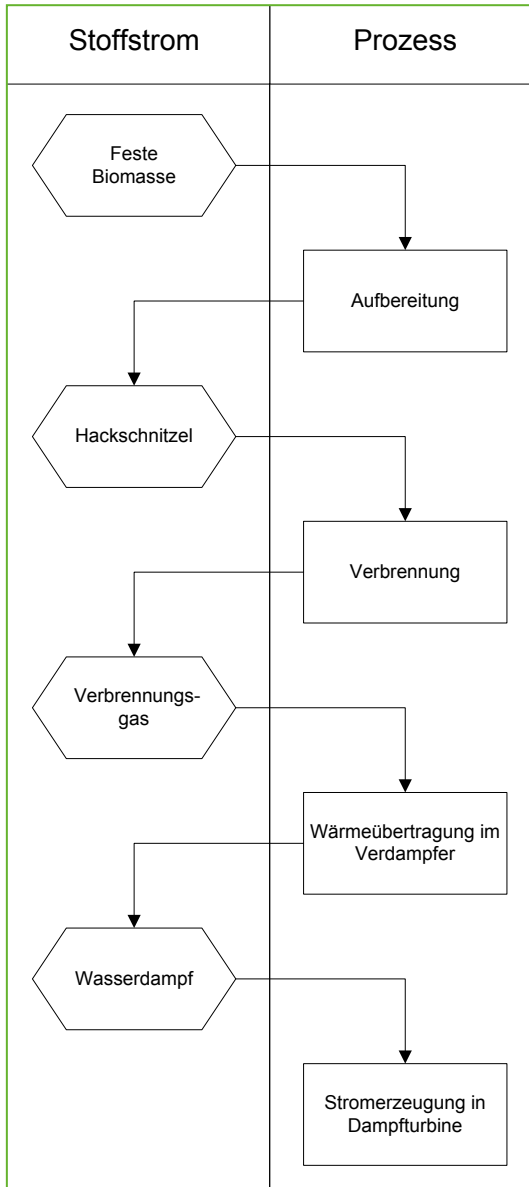 Stoffstrom
Prozess
Feste
Biomasse
Aufbereitung
Hackschnitzel
Verbrennung
Verbrennungs-
gas
Wärmeübertragung im
Verdampfer
Wasserdampf
Stromerzeugung in
Dampfturbine